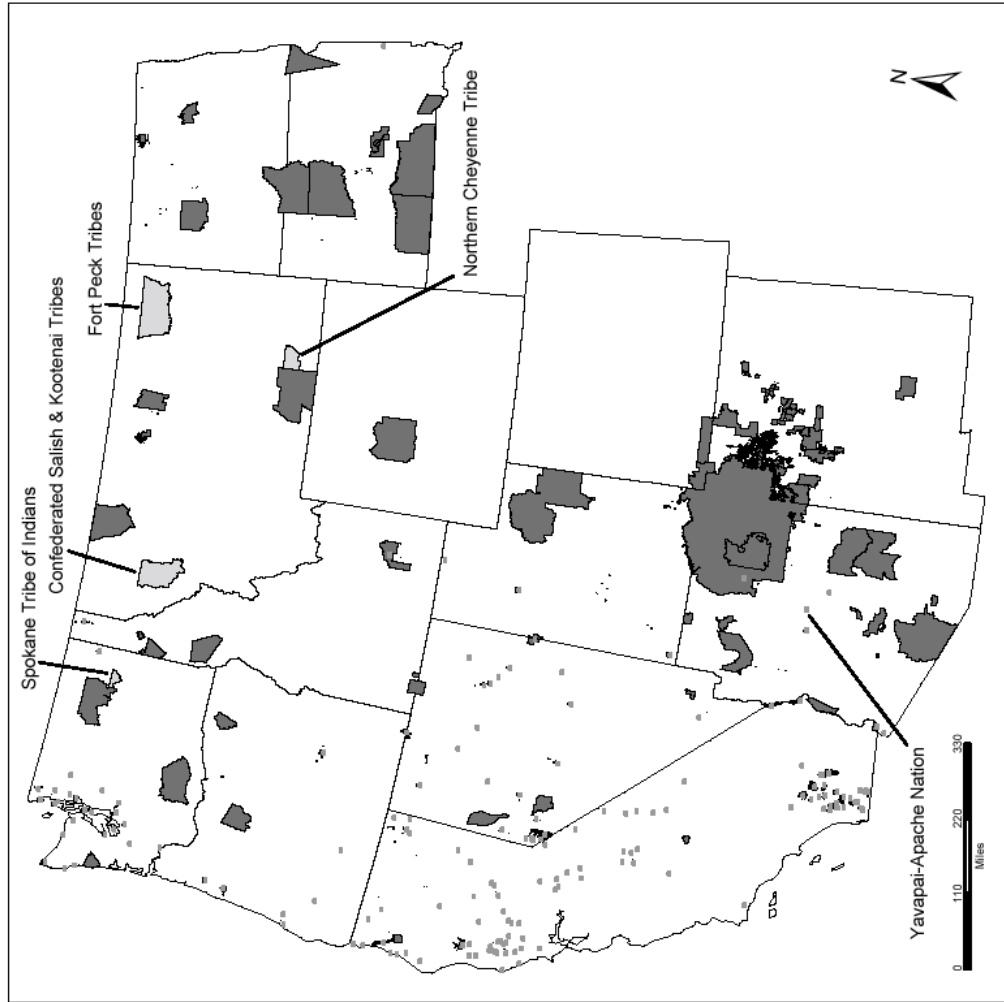 Spokane Tribe of Indians
Confederated Salish & Kootenai Tribes
Fort Peck Tribes
Northern Cheyenne Tribe
Yavapai-Apache Nation
N
0 110 220 330
Miles